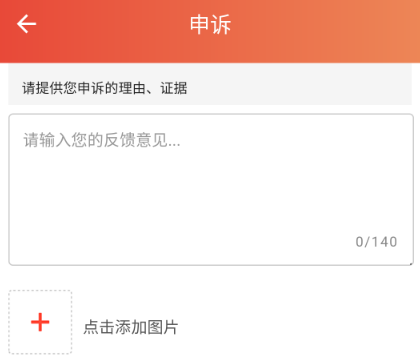 申诉
请提供您申诉的理由、证据
请输入您的反馈意见...
0/140
点击添加图片